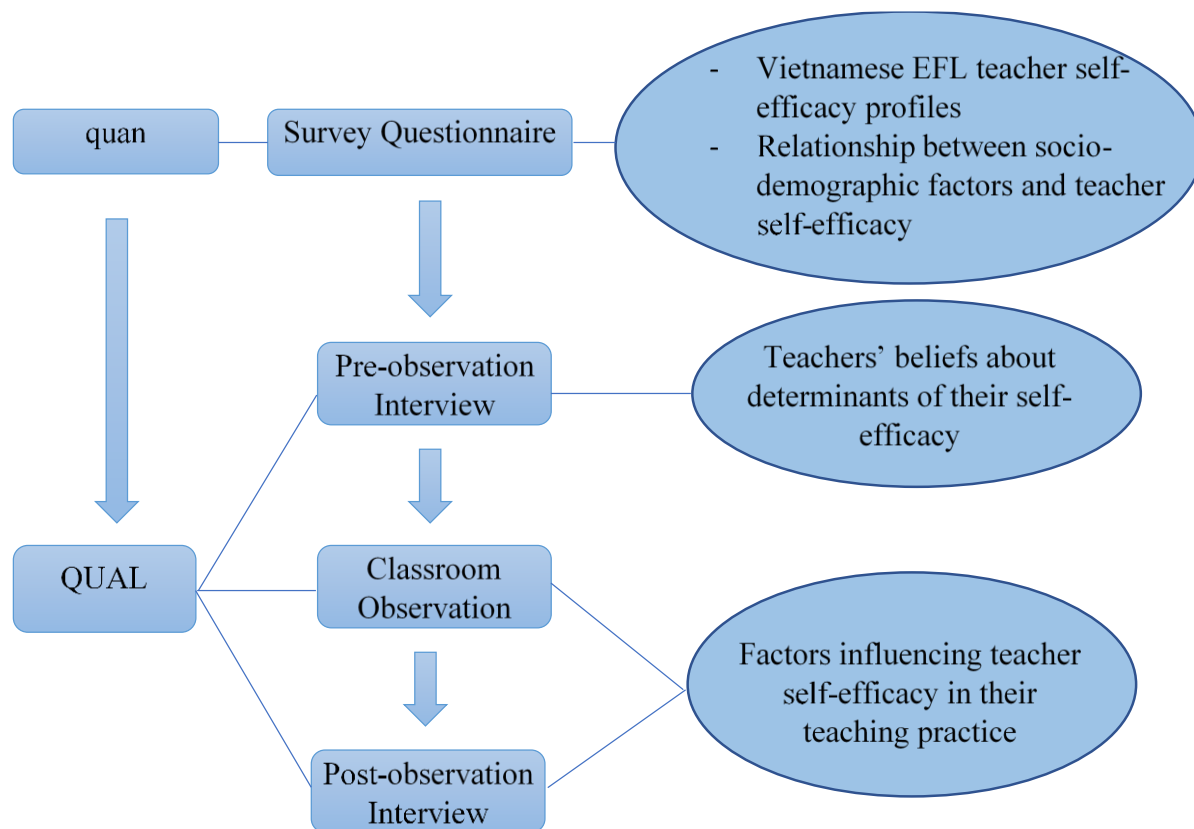 quan
Survey Questionnaire
- Vietnamese EFL teacher self-
efficacy profiles
- Relationship between socio-
demographic factors and teacher
self-efficacy
Pre-observation
Interview
Teachers’ beliefs about
determinants of their self-
efficacy
QUAL
Classroom
Observation
Factors influencing teacher
self-efficacy in their
teaching practice
Post-observation
Interview